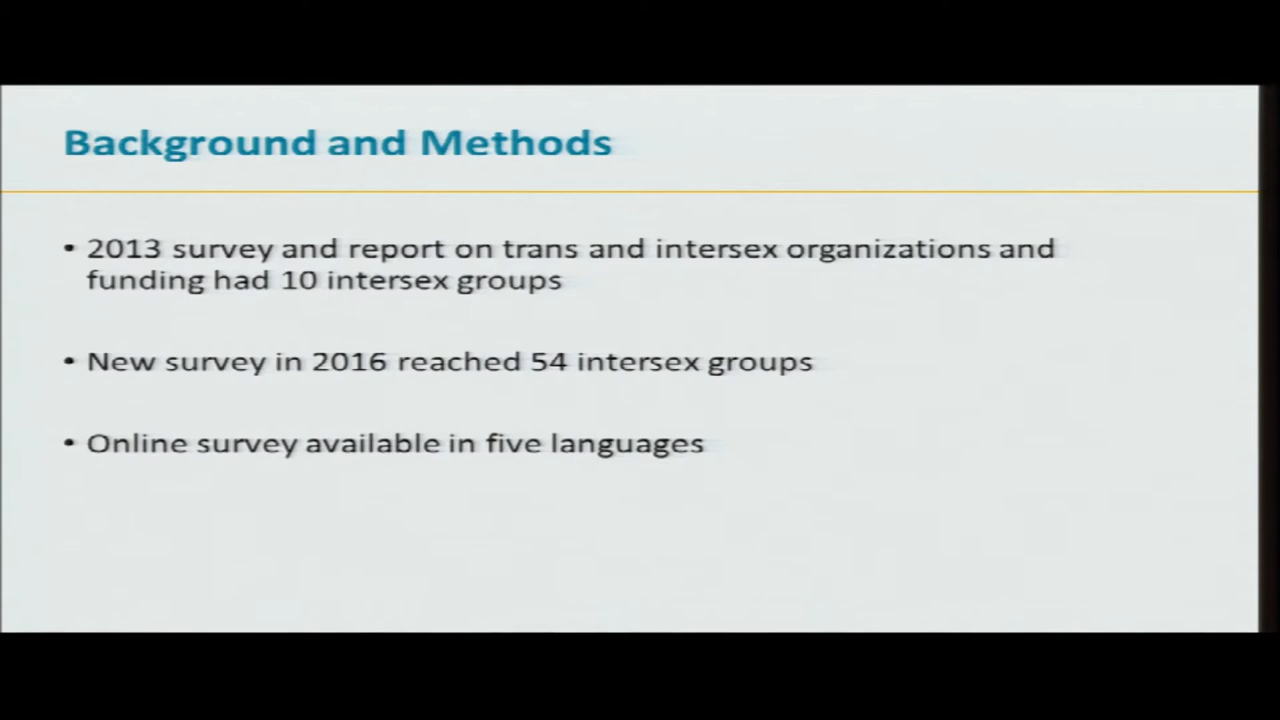 Background and Methods
• 2013 survey and report on trans and intersex organizations and
funding had 10 intersex groups
• New survey in 2016 reached 54 intersex groups
• Online survey available in five languages